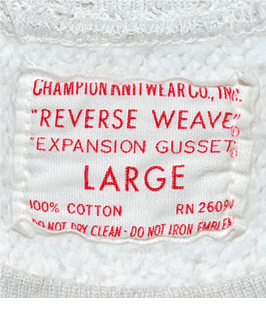 CHAMPION KNITWEAR CO., INC.
"REVERSE WEAVE"®
"EXPANSION GUSSET"
LARGE
100% COTTON RN 26094
DO NOT DRY CLEAN - DO NOT IRON EMBLEM